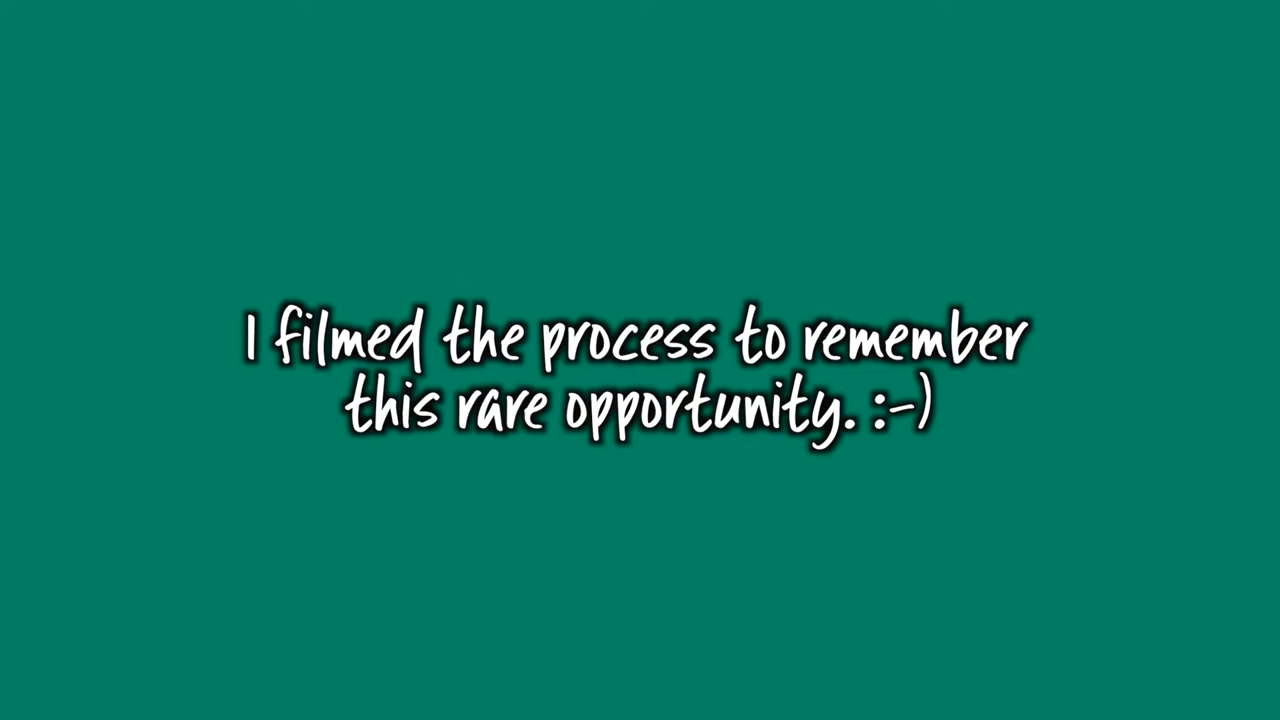 I filmed the process to remember
this rare opportunity. :-)